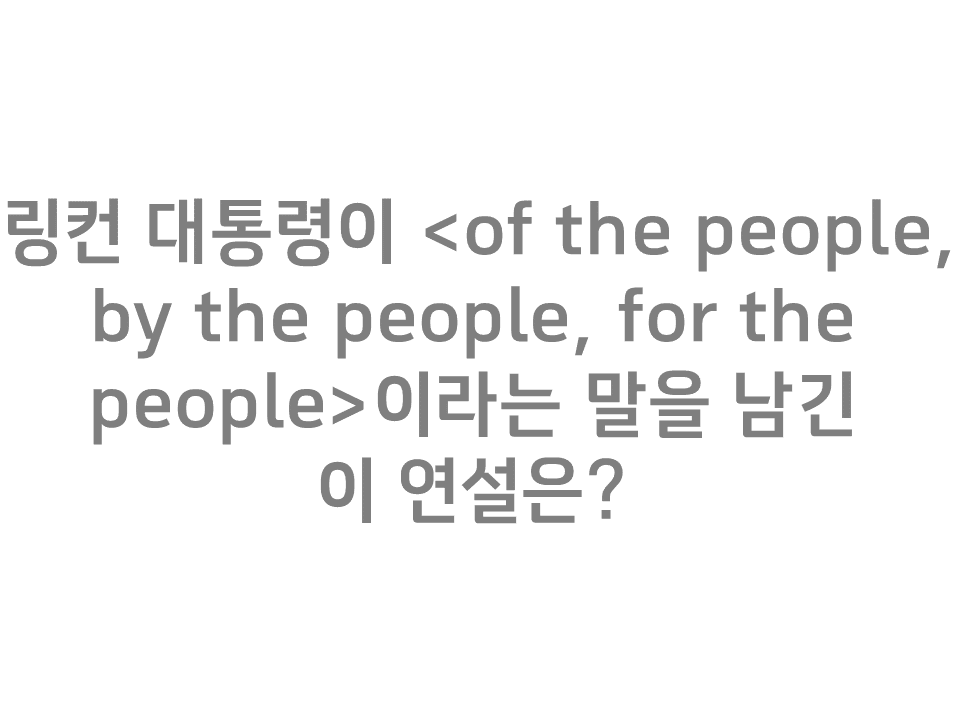 링컨 대통령이 <of the people,
by the people, for the
people>이라는 말을 남긴
이 연설은?